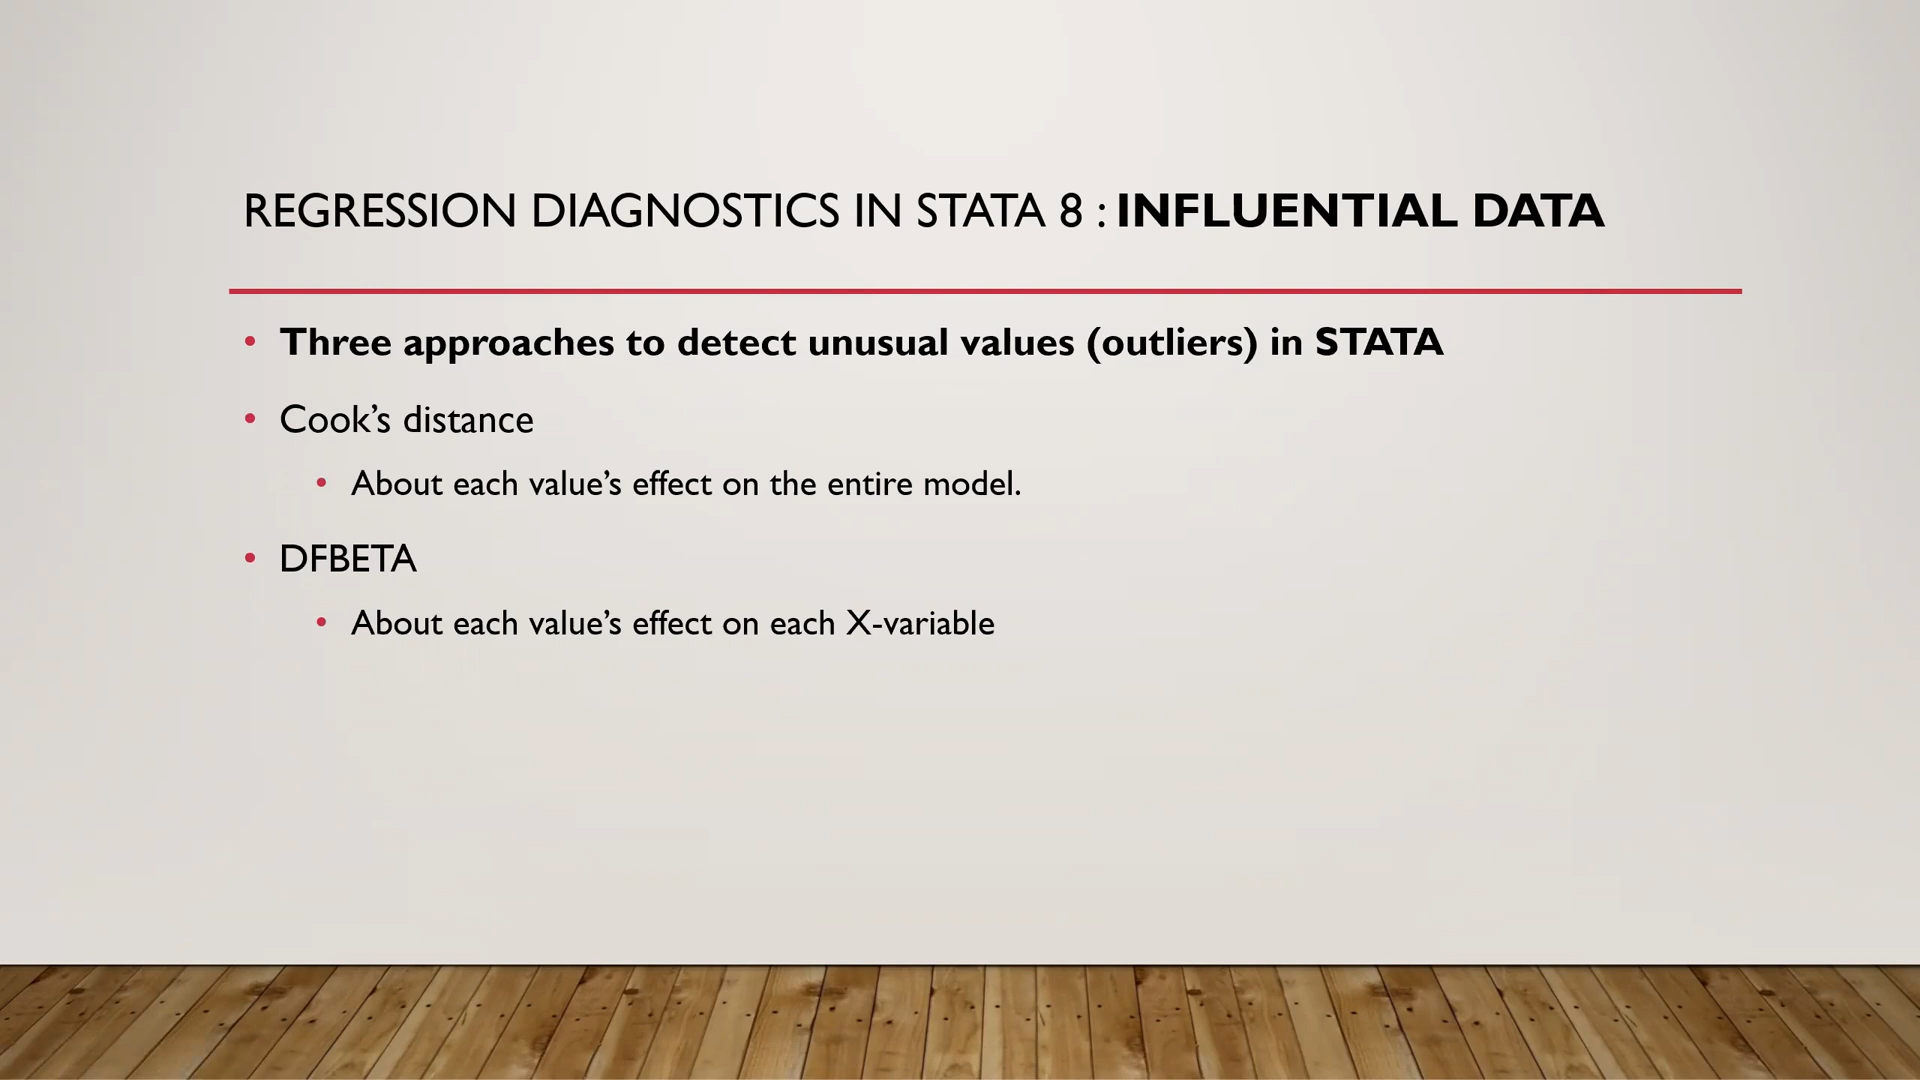 REGRESSION DIAGNOSTICS IN STATA 8 : INFLUENTIAL DATA
• Three approaches to detect unusual values (outliers) in STATA
• Cook’s distance
• About each value’s effect on the entire model.
• DFBETA
• About each value’s effect on each X-variable